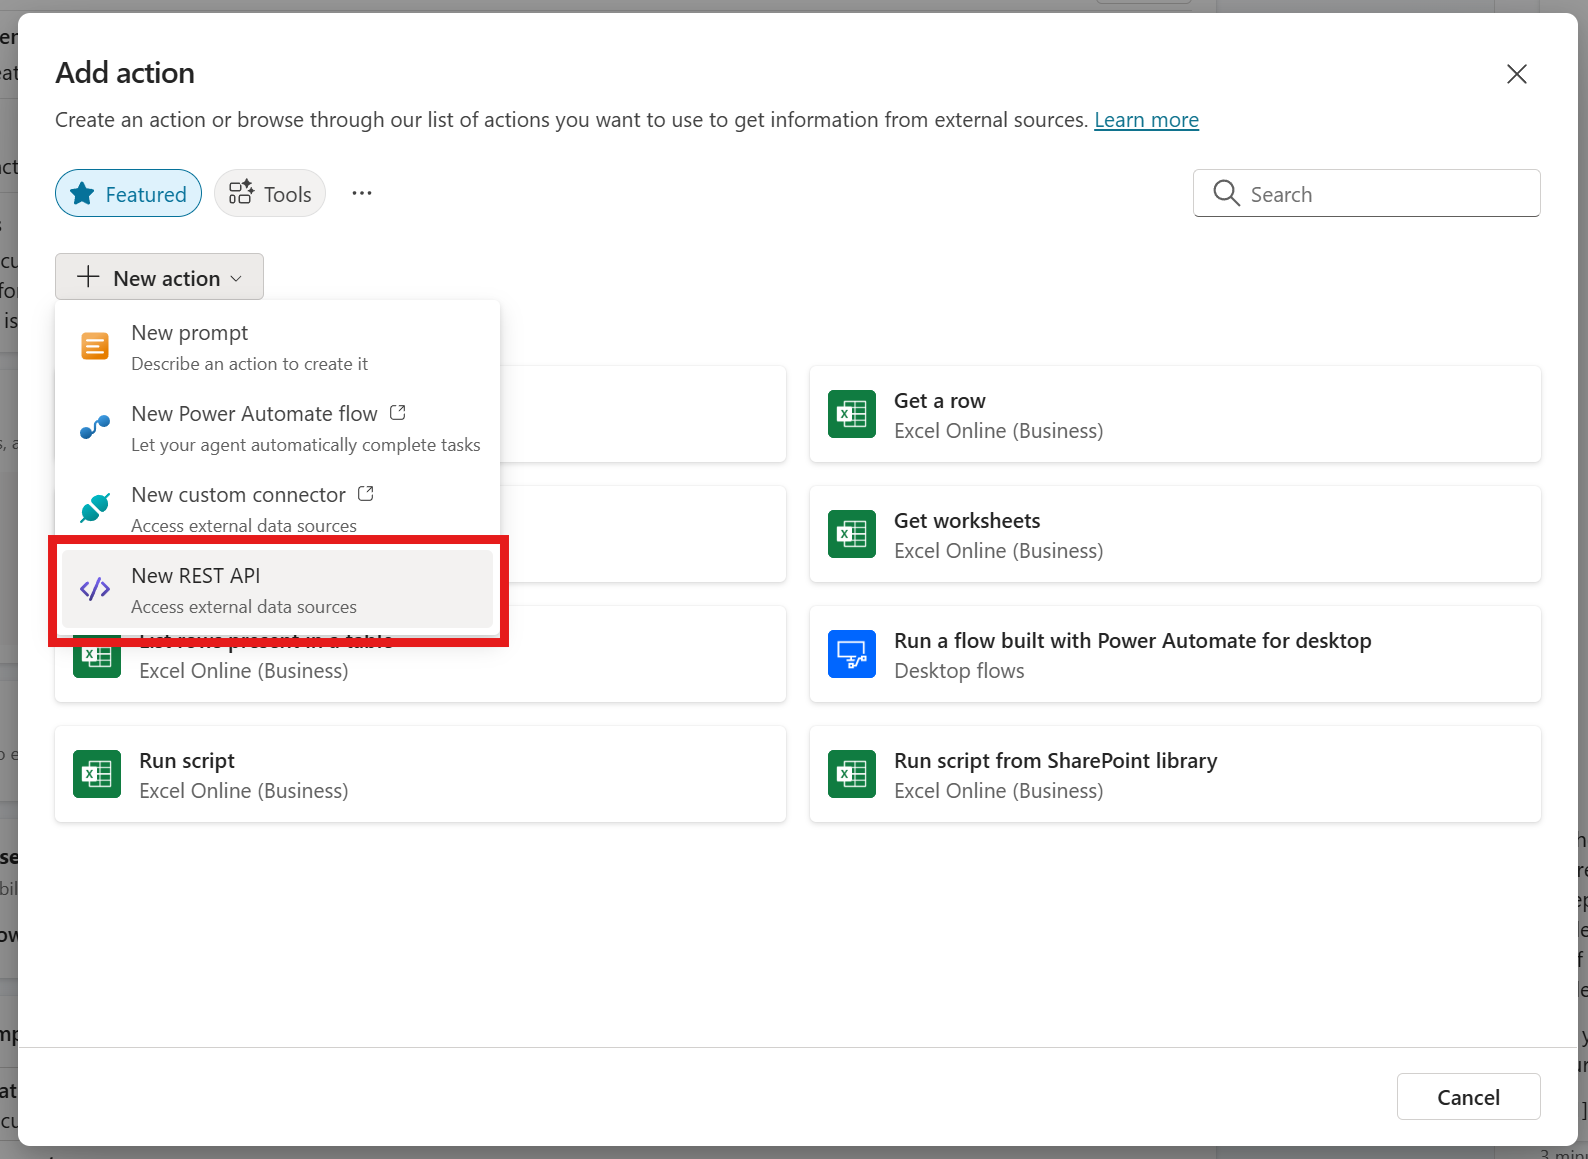 Add action
Create an action or browse through our list of actions you want to use to get information from external sources. Learn more
Featured
Tools
Search
New action
New prompt
Describe an action to create it
New Power Automate flow
Let your agent automatically complete tasks
New custom connector
Access external data sources
New REST API
Access external data sources
Get a row
Excel Online (Business)
Get worksheets
Excel Online (Business)
List rows present in a table
Excel Online (Business)
Run a flow built with Power Automate for desktop
Desktop flows
Run script
Excel Online (Business)
Run script from SharePoint library
Excel Online (Business)
Cancel